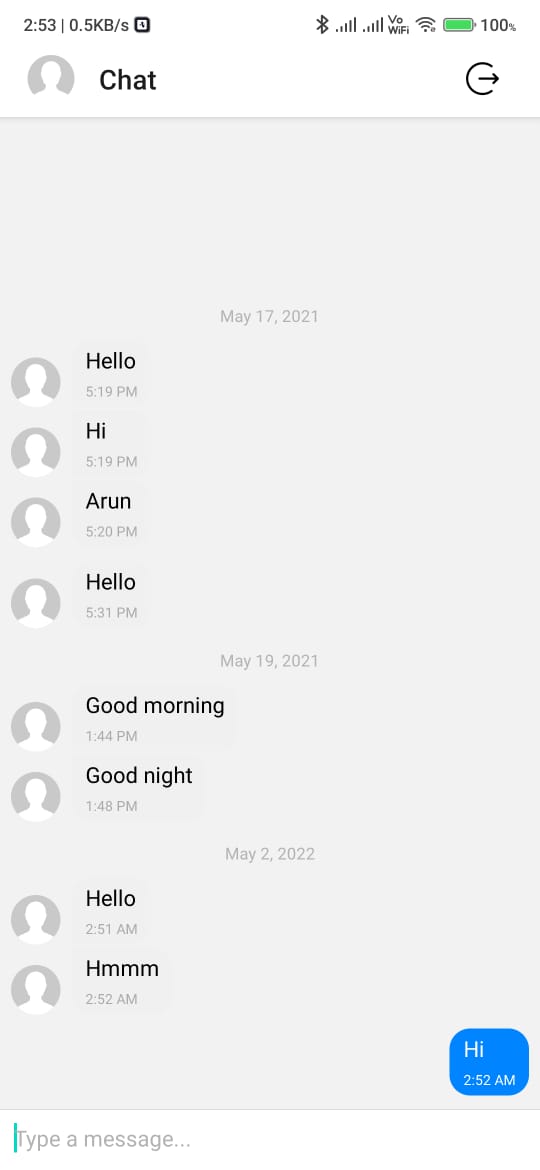 2:53 | 0.5KB/s
Vo WiFi
100%
Chat
May 17, 2021
Hello
5:19 PM
Hi
5:19 PM
Arun
5:20 PM
Hello
5:31 PM
May 19, 2021
Good morning
1:44 PM
Good night
1:48 PM
May 2, 2022
Hello
2:51 AM
Hmmm
2:52 AM
Hi
2:52 AM
Type a message...